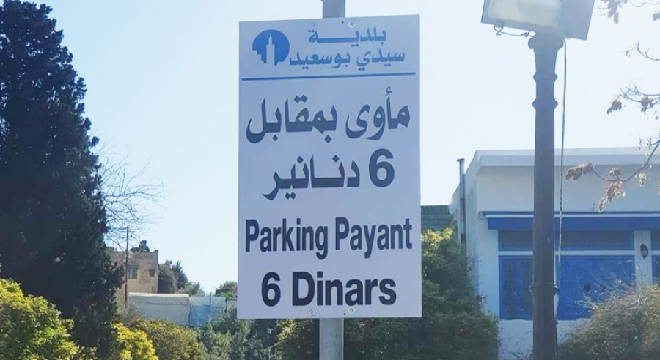 بلدية
سيدي بوسعيد
مأوى بمقابل
6 دنانير
Parking Payant
6 Dinars